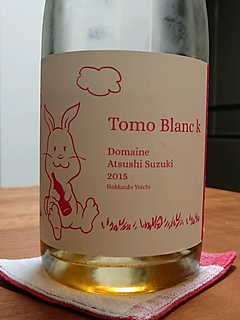 Tomo Blanc k
Domaine
Atsushi Suzuki
2015
Hokkaido Yoichi